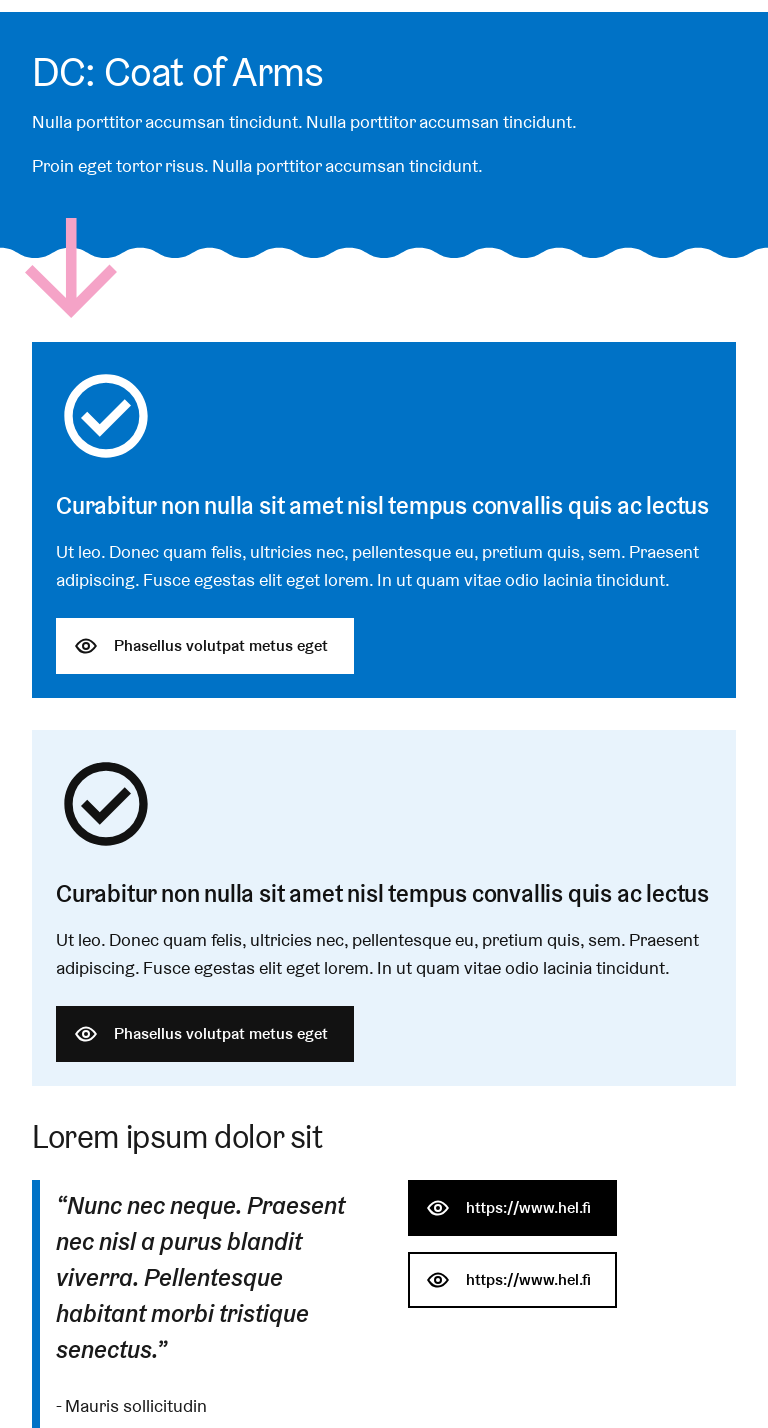 DC: Coat of Arms
Nulla porttitor accumsan tincidunt. Nulla porttitor accumsan tincidunt.
Proin eget tortor risus. Nulla porttitor accumsan tincidunt.
Curabitur non nulla sit amet nisl tempus convallis quis ac lectus
Ut leo. Donec quam felis, ultricies nec, pellentesque eu, pretium quis, sem. Praesent
adipiscing. Fusce egestas elit eget lorem. In ut quam vitae odio lacinia tincidunt.
Phasellus volutpat metus eget
Curabitur non nulla sit amet nisl tempus convallis quis ac lectus
Ut leo. Donec quam felis, ultricies nec, pellentesque eu, pretium quis, sem. Praesent
adipiscing. Fusce egestas elit eget lorem. In ut quam vitae odio lacinia tincidunt.
Phasellus volutpat metus eget
Lorem ipsum dolor sit
“Nunc nec neque. Praesent
nec nisl a purus blandit
viverra. Pellentesque
habitant morbi tristique
senectus.”
- Mauris sollicitudin
https://www.hel.fi
https://www.hel.fi